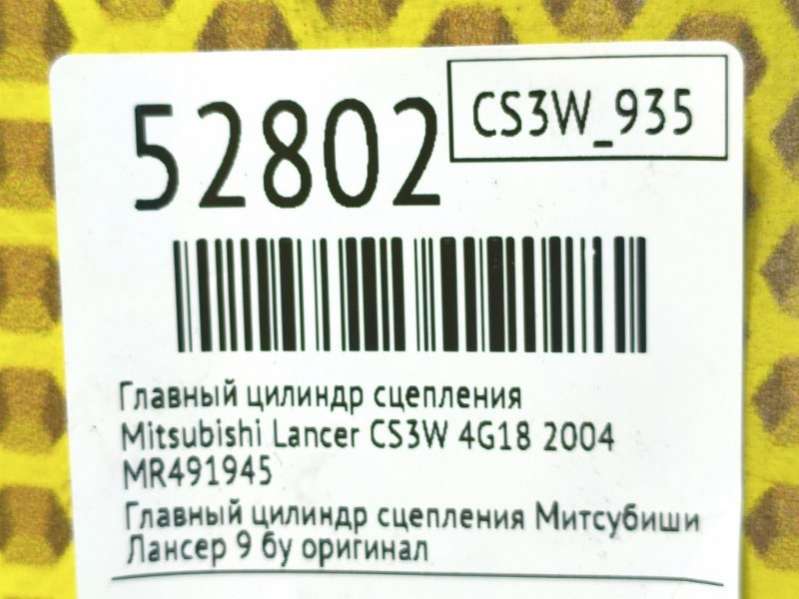 52802
CS3W_935
Главный цилиндр сцепления
Mitsubishi Lancer CS3W 4G18 2004
MR491945
Главный цилиндр сцепления Митсубиши
Лансер 9 бу оригинал